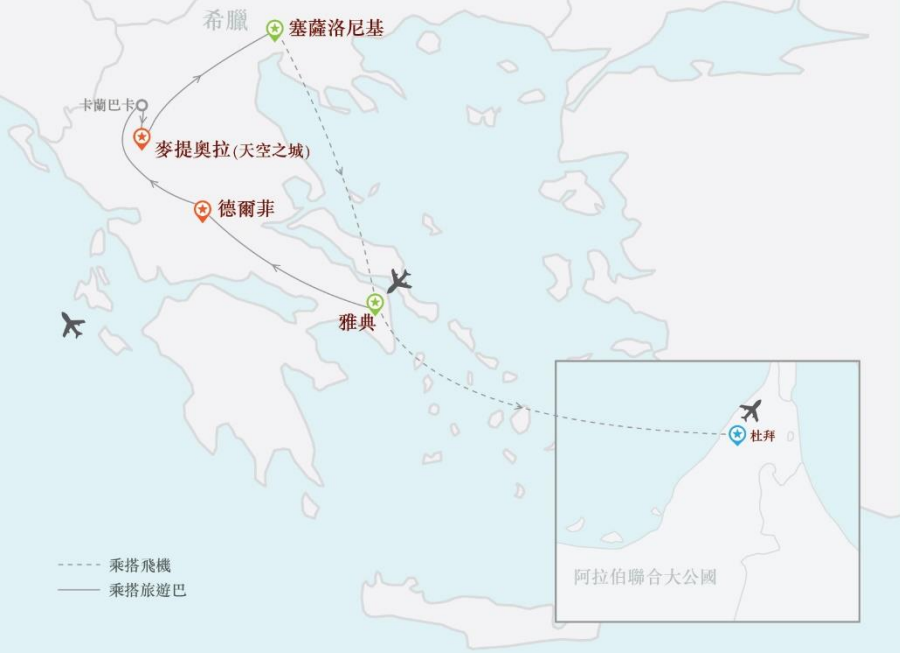 希臘
塞薩洛尼基
卡蘭巴卡
麥提奧拉(天空之城)
德爾菲
雅典
杜拜
乘搭飛機
乘搭旅遊巴
阿拉伯聯合大公國